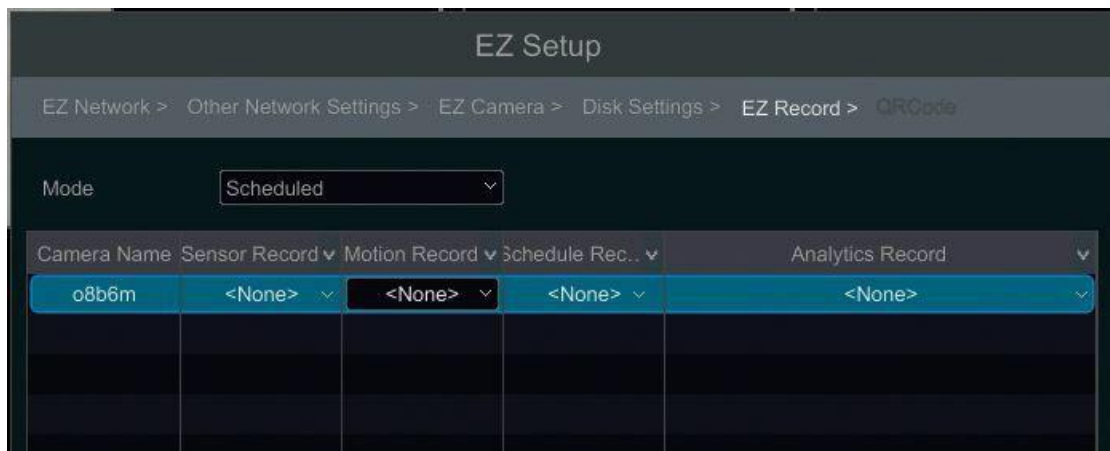 EZ Setup
EZ Network > Other Network Settings > EZ Camera > Disk Settings > EZ Record > QRCode
Mode Scheduled
Camera Name Sensor Record Motion Record Schedule Rec.. Analytics Record
o8b6m <None> <None> <None> <None>